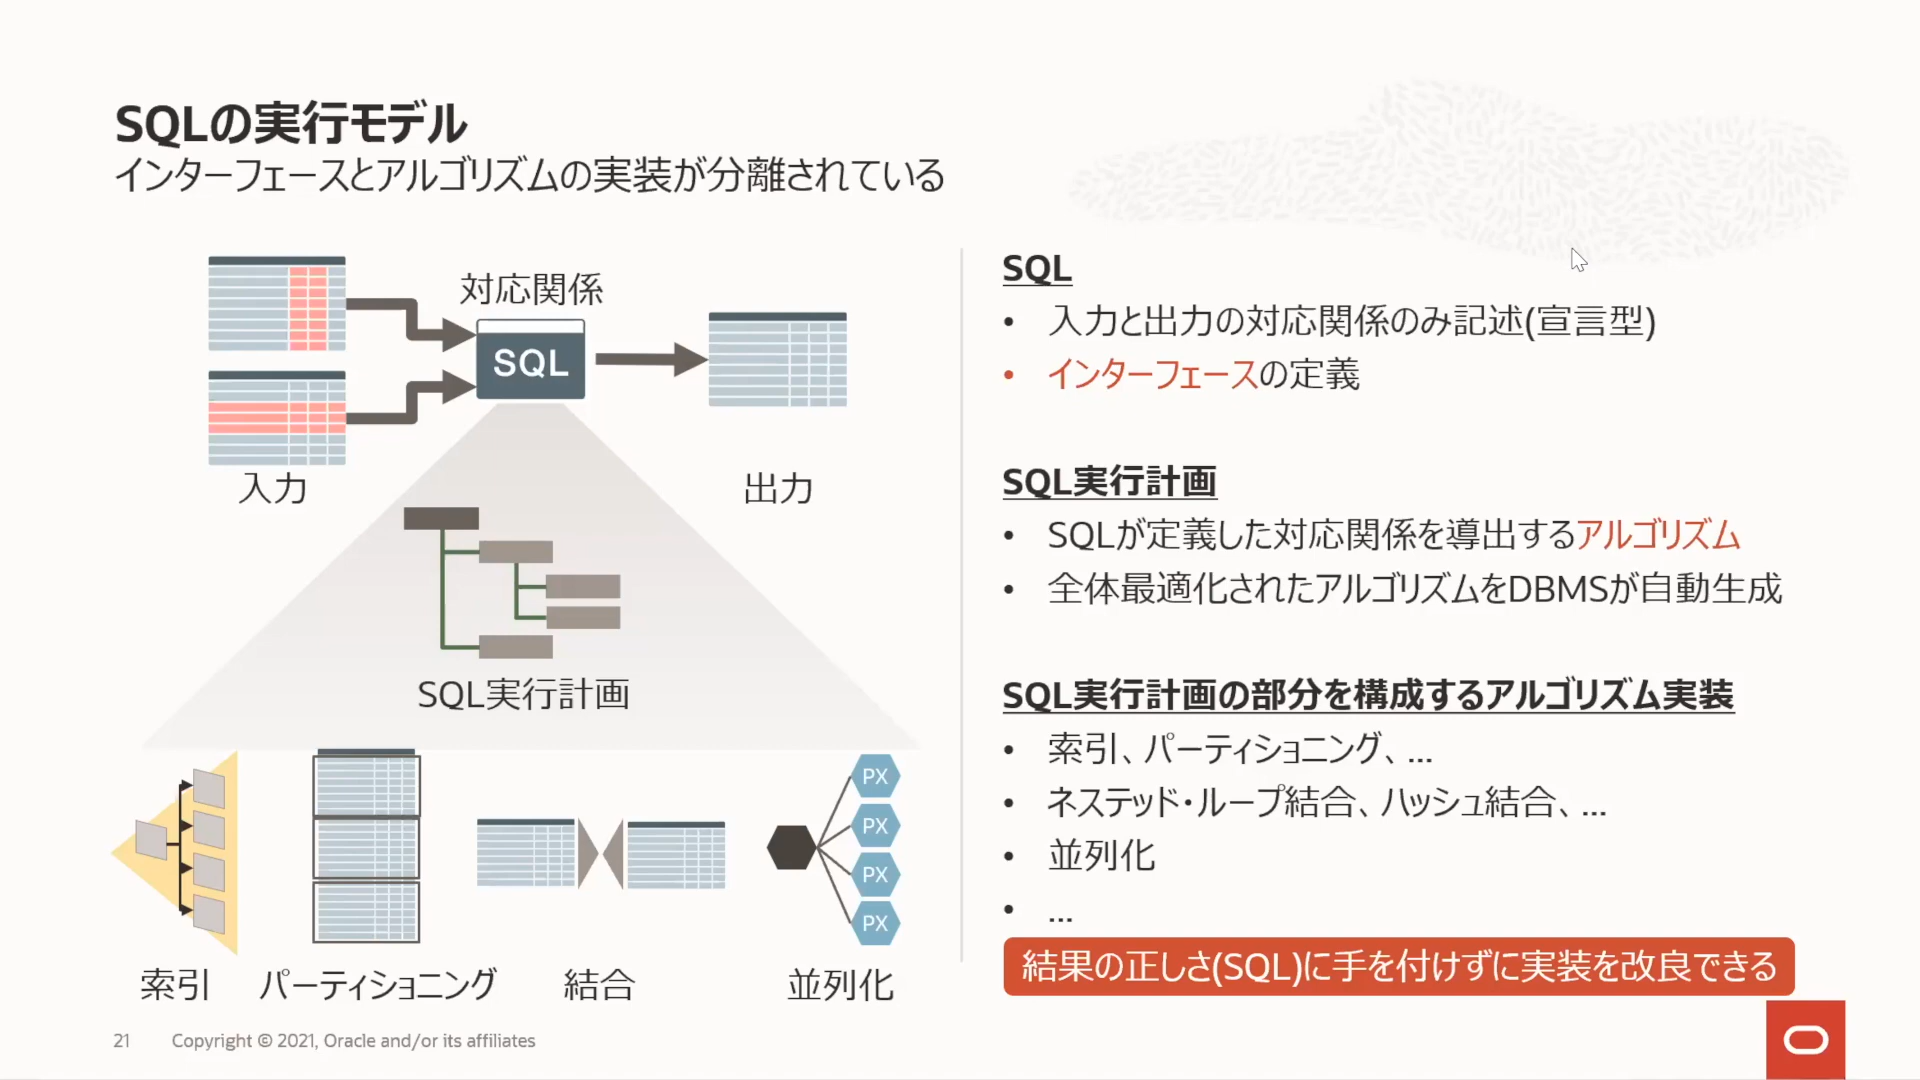 SQLの実行モデル
インターフェースとアルゴリズムの実装が分離されている
対応関係
SQL
入力
出力
SQL実行計画
PX
PX
PX
PX
索引
パーティショニング
結合
並列化
SQL
• 入力と出力の対応関係のみ記述(宣言型)
• インターフェースの定義
SQL実行計画
• SQLが定義した対応関係を導出するアルゴリズム
• 全体最適化されたアルゴリズムをDBMSが自動生成
SQL実行計画の部分を構成するアルゴリズム実装
• 索引、パーティショニング、...
• ネステッド・ループ結合、ハッシュ結合、...
• 並列化
• ...
結果の正しさ(SQL)に手を付けずに実装を改良できる
21 Copyright © 2021, Oracle and/or its affiliates